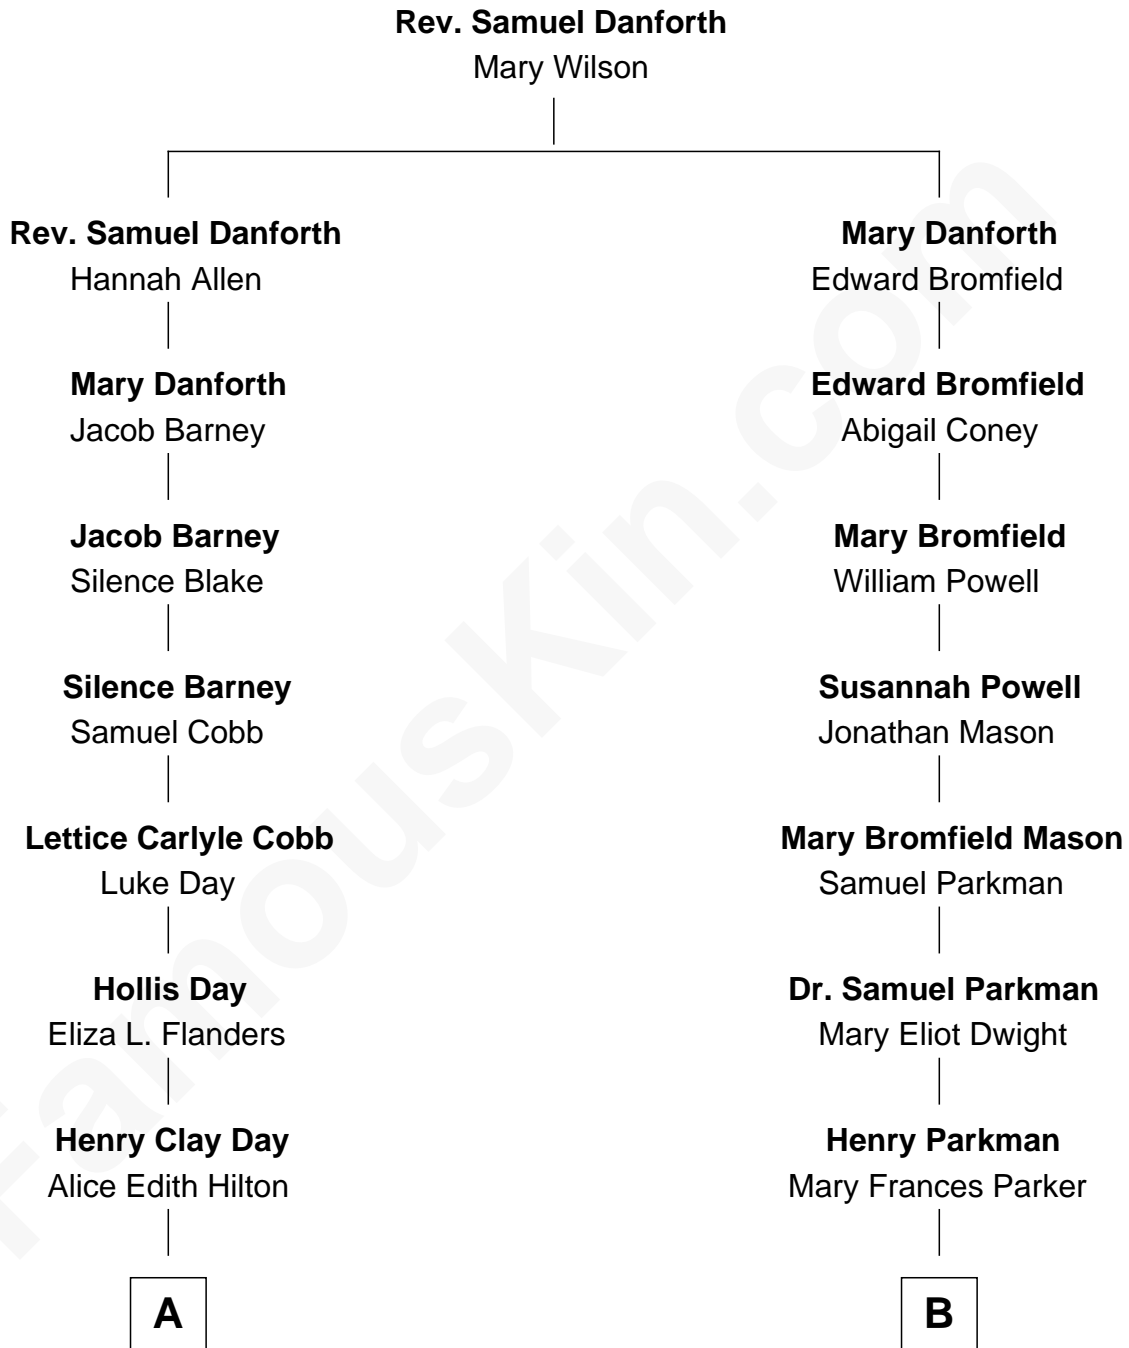 Rev. Samuel Danforth
Mary Wilson
Rev. Samuel Danforth
Hannah Allen
Mary Danforth
Jacob Barney
Jacob Barney
Silence Blake
Silence Barney
Samuel Cobb
Lettice Carlyle Cobb
Luke Day
Hollis Day
Eliza L. Flanders
Henry Clay Day
Alice Edith Hilton
A
Mary Danforth
Edward Bromfield
Edward Bromfield
Abigail Coney
Mary Bromfield
William Powell
Susannah Powell
Jonathan Mason
Mary Bromfield Mason
Samuel Parkman
Dr. Samuel Parkman
Mary Eliot Dwight
Henry Parkman
Mary Frances Parker
B
FamousKin.com